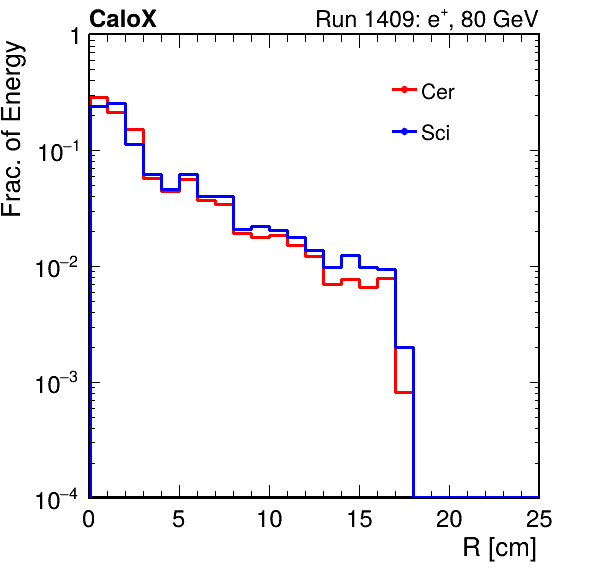 CaloX Run 1409: e⁺, 80 GeV
Frac. of Energy
1
10⁻¹
10⁻²
10⁻³
10⁻⁴
Cer
Sci
0 5 10 15 20 25
R [cm]